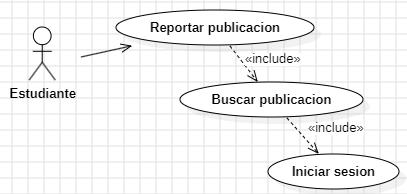 Reportar publicacion
«include»
Estudiante
Buscar publicacion
«include»
Iniciar sesion